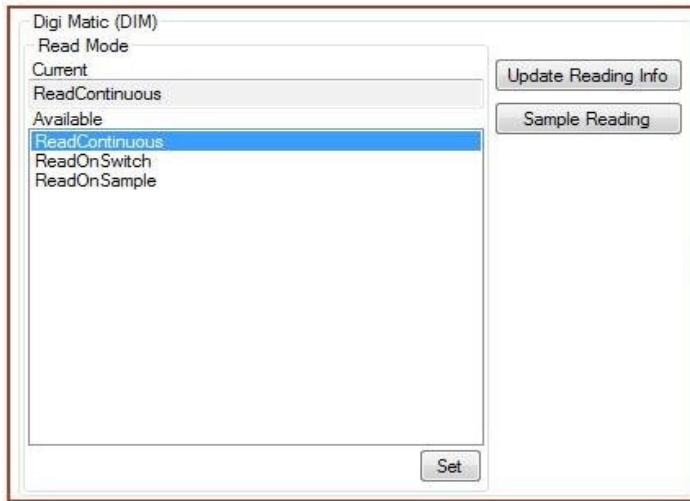 Digi Matic (DIM)
Read Mode
Current
ReadContinuous
Available
ReadContinuous
ReadOnSwitch
ReadOnSample
Set
Update Reading Info
Sample Reading